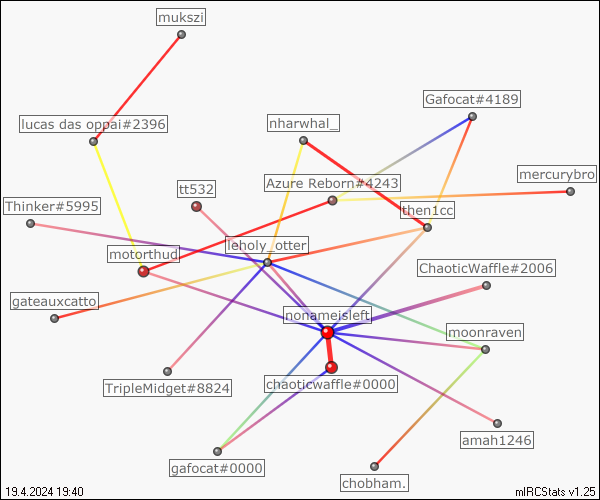 mukszi
Gafocat#4189
lucas das oppai#2396
nharwhal_
mercurybro
Azure Reborn#4243
tt532
Thinker#5995
then1cc
leholy_otter
motorthud
ChaoticWaffle#2006
gateauxcatto
nonameisleft
moonraven
TripleMidget#8824
chaoticwaffle#0000
amah1246
gafocat#0000
chobham.
19.4.2024 19:40
mIRCStats v1.25